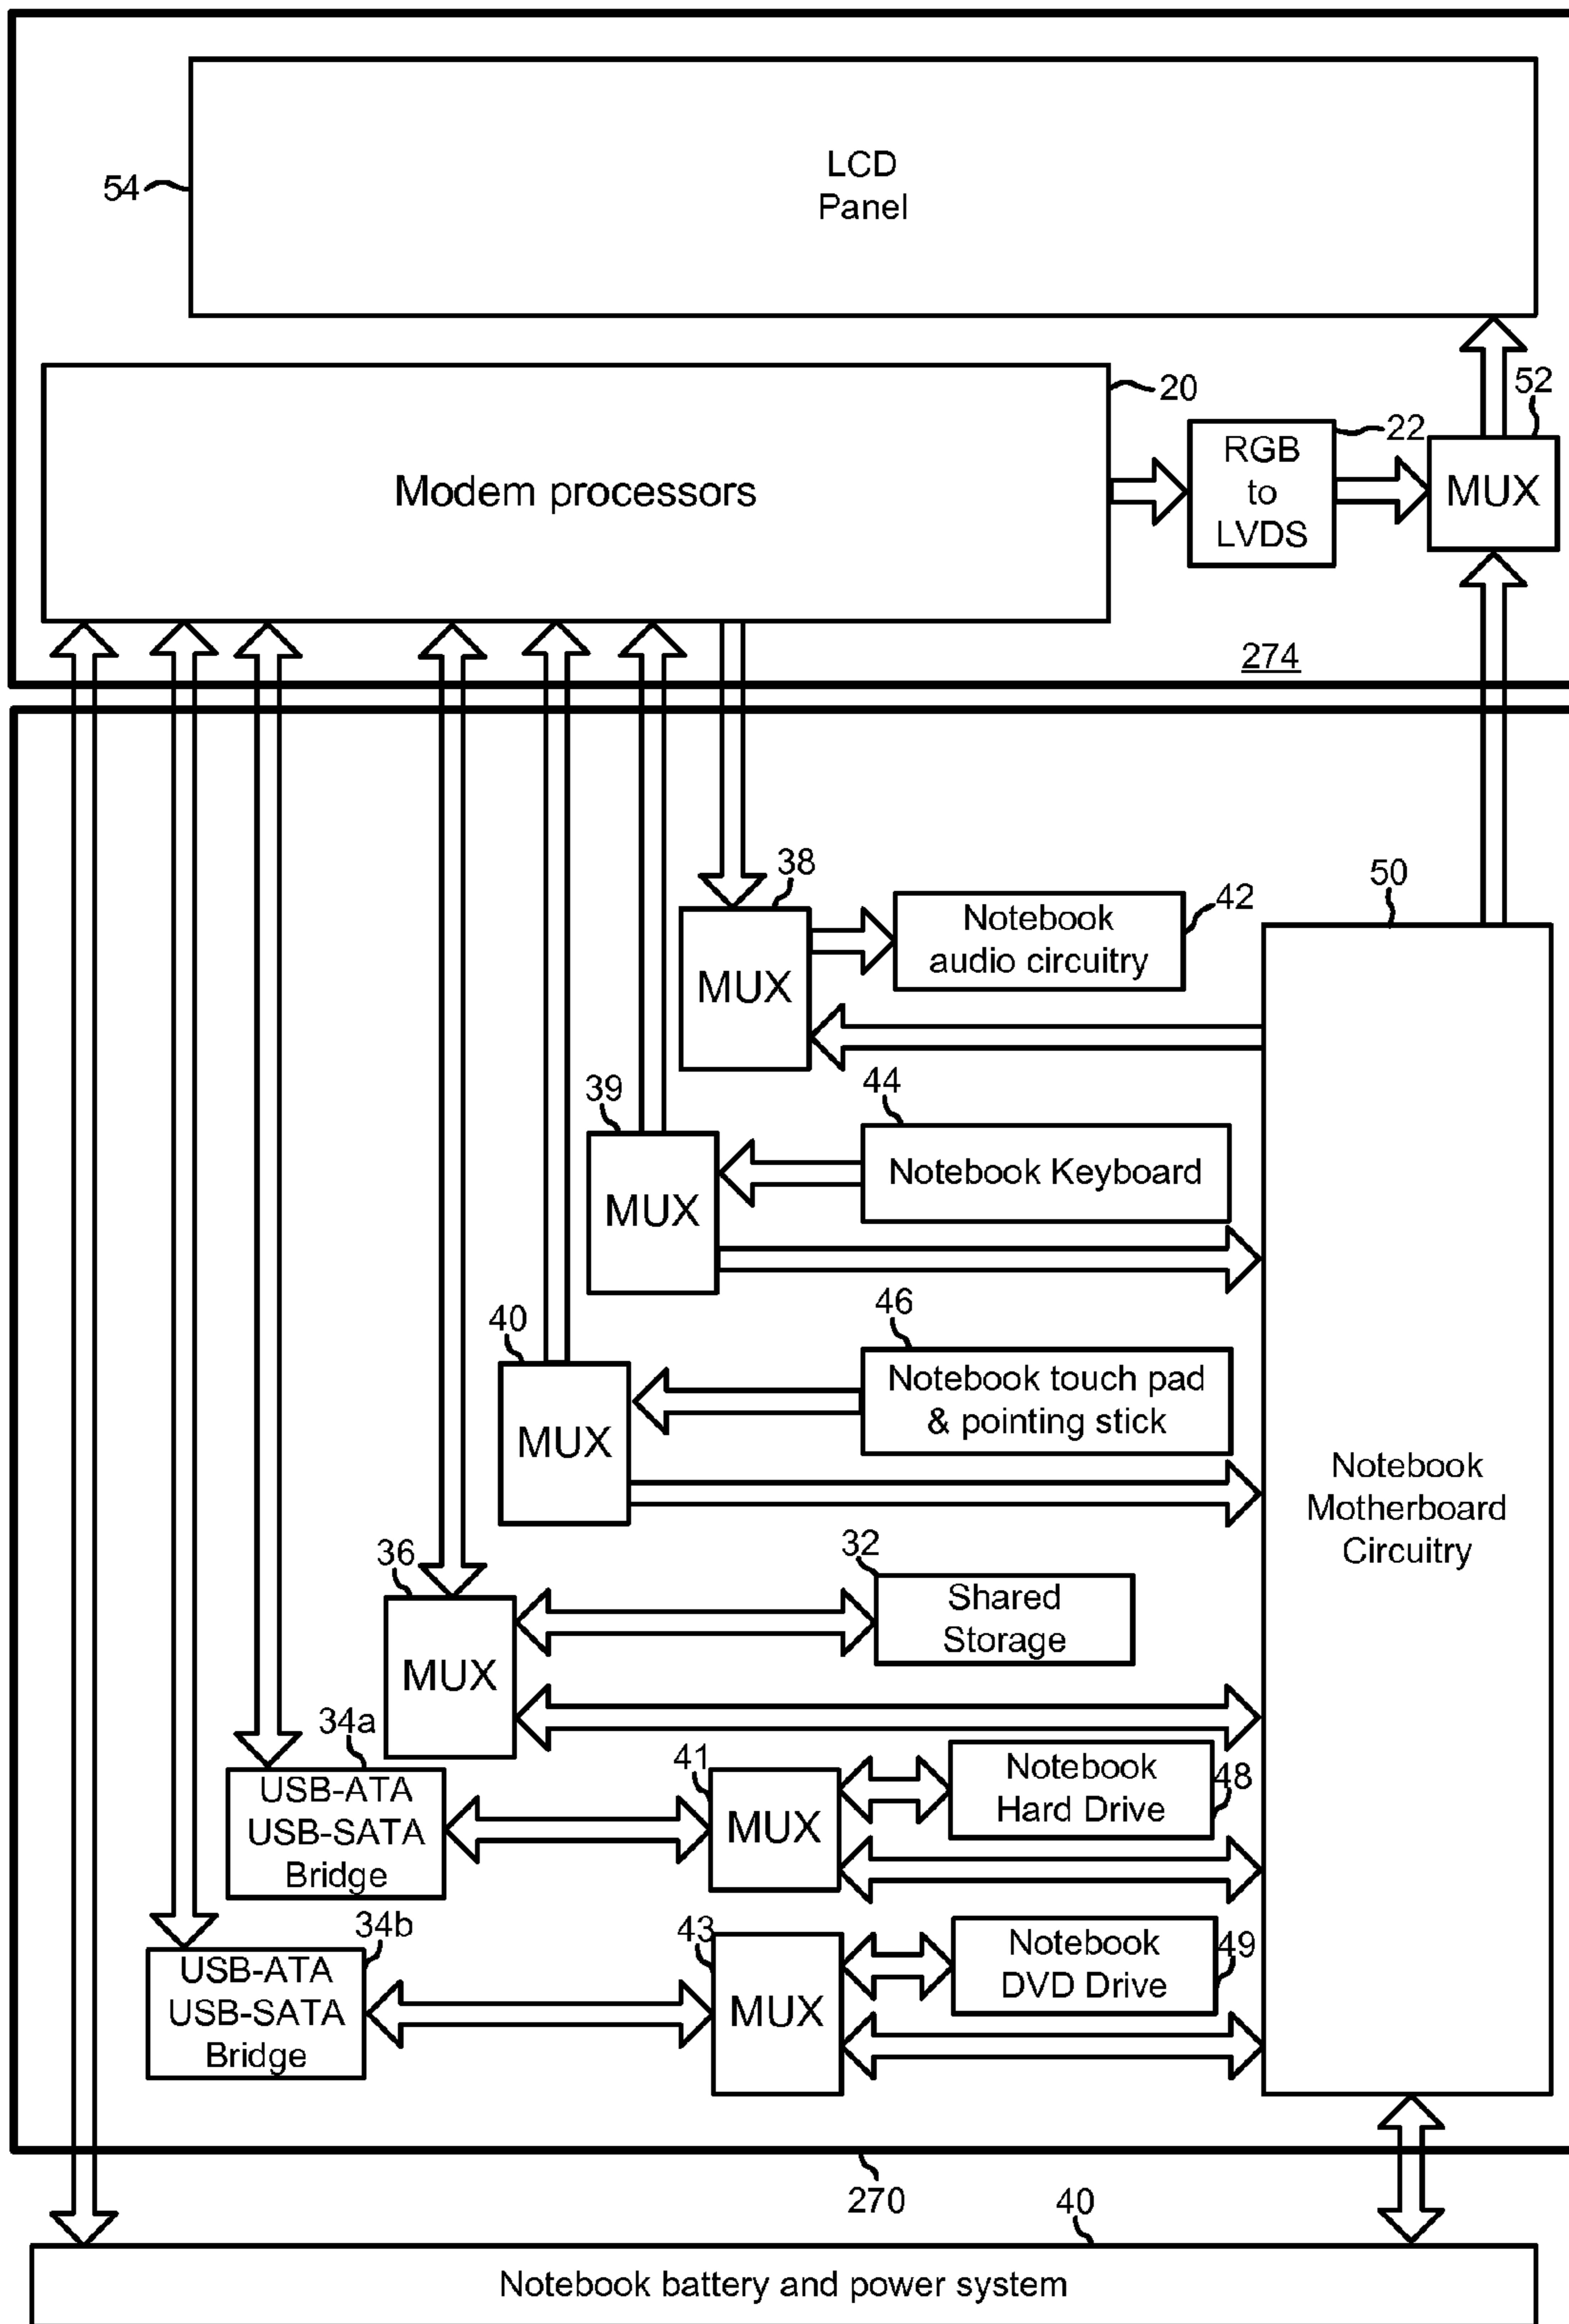 LCD
Panel
54
Modem processors
20
RGB
to
LVDS
22
MUX
52
274
38
MUX
Notebook
audio circuitry
42
50
39
MUX
44
Notebook Keyboard
40
MUX
46
Notebook touch pad
& pointing stick
Notebook
Motherboard
Circuitry
36
MUX
32
Shared
Storage
34a
USB-ATA
USB-SATA
Bridge
41
MUX
Notebook
Hard Drive
48
34b
USB-ATA
USB-SATA
Bridge
43
MUX
Notebook
DVD Drive
49
270
40
Notebook battery and power system